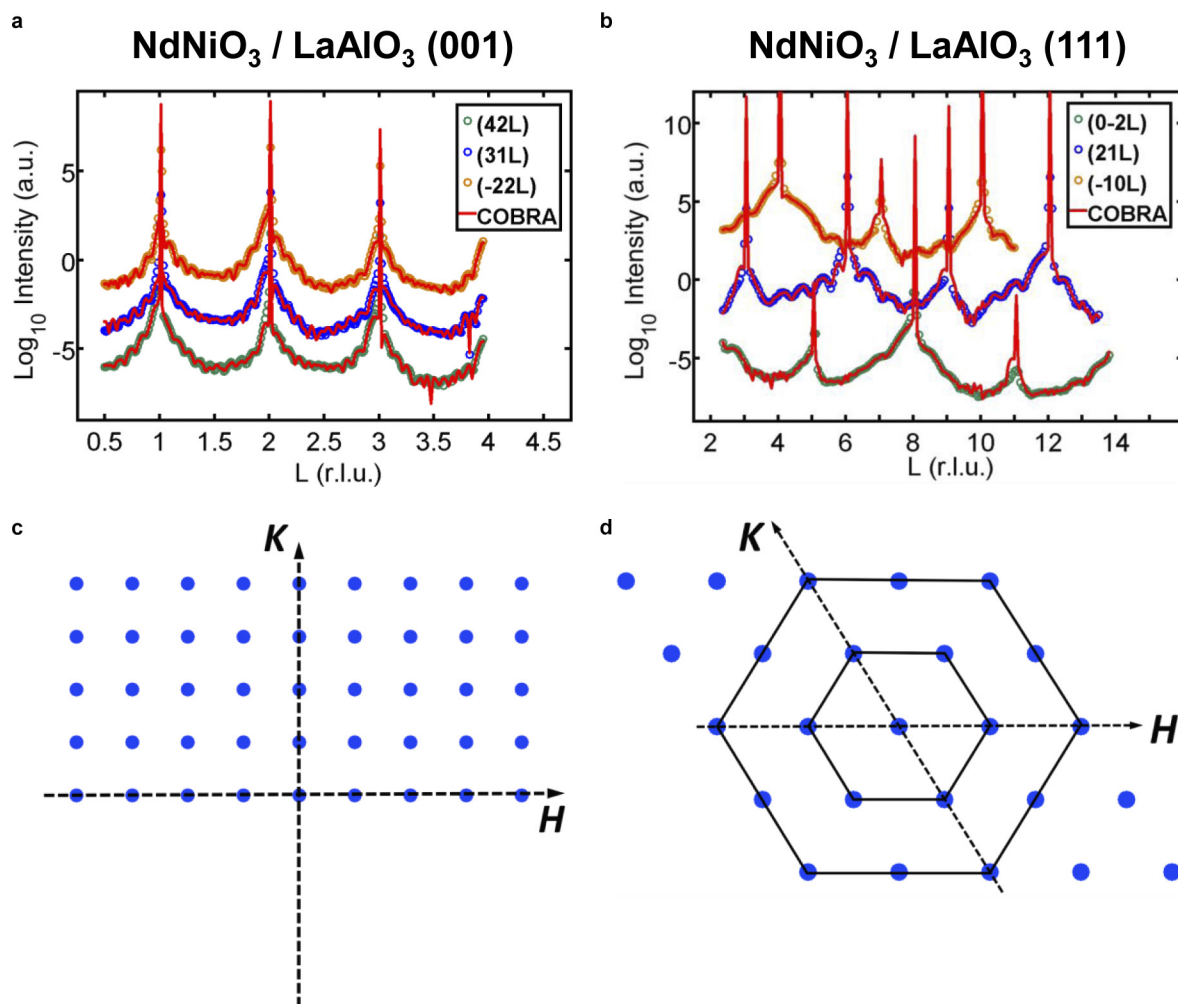 a
NdNiO₃ / LaAlO₃ (001)
(42L)
(31L)
(-22L)
COBRA
Log₁₀ Intensity (a.u.)
5
0
-5
0.5 1 1.5 2 2.5 3 3.5 4 4.5
L (r.l.u.)
b
NdNiO₃ / LaAlO₃ (111)
(0-2L)
(21L)
(-10L)
COBRA
Log₁₀ Intensity (a.u.)
10
5
0
-5
2 4 6 8 10 12 14
L (r.l.u.)
c
K
H
d
K
H